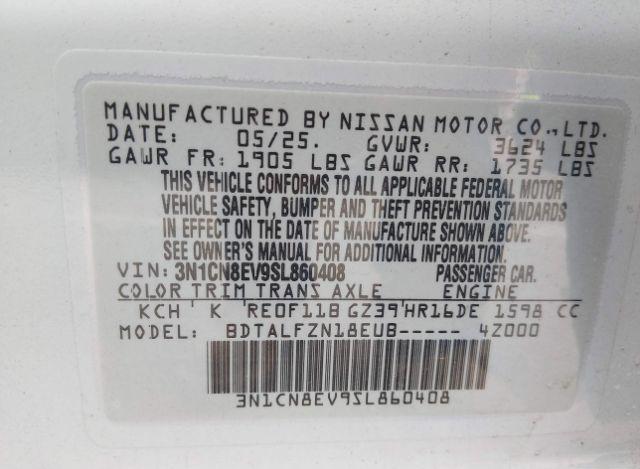 MANUFACTURED BY NISSAN MOTOR CO.,LTD.
DATE: 05/25. GVWR: 3624 LBS
GAWR FR: 1905 LBS GAWR RR: 1735 LBS
THIS VEHICLE CONFORMS TO ALL APPLICABLE FEDERAL MOTOR
VEHICLE SAFETY, BUMPER AND THEFT PREVENTION STANDARDS
IN EFFECT ON THE DATE OF MANUFACTURE SHOWN ABOVE.
SEE OWNER'S MANUAL FOR ADDITIONAL INFORMATION.
VIN: 3N1CN8EV9SL860408 PASSENGER CAR.
COLOR TRIM TRANS AXLE ENGINE
KCH K RE0F11B GZ39 HR16DE 1598 CC
MODEL: BDTALFZN18EUB----- 4Z000
3N1CN8EV9SL860408